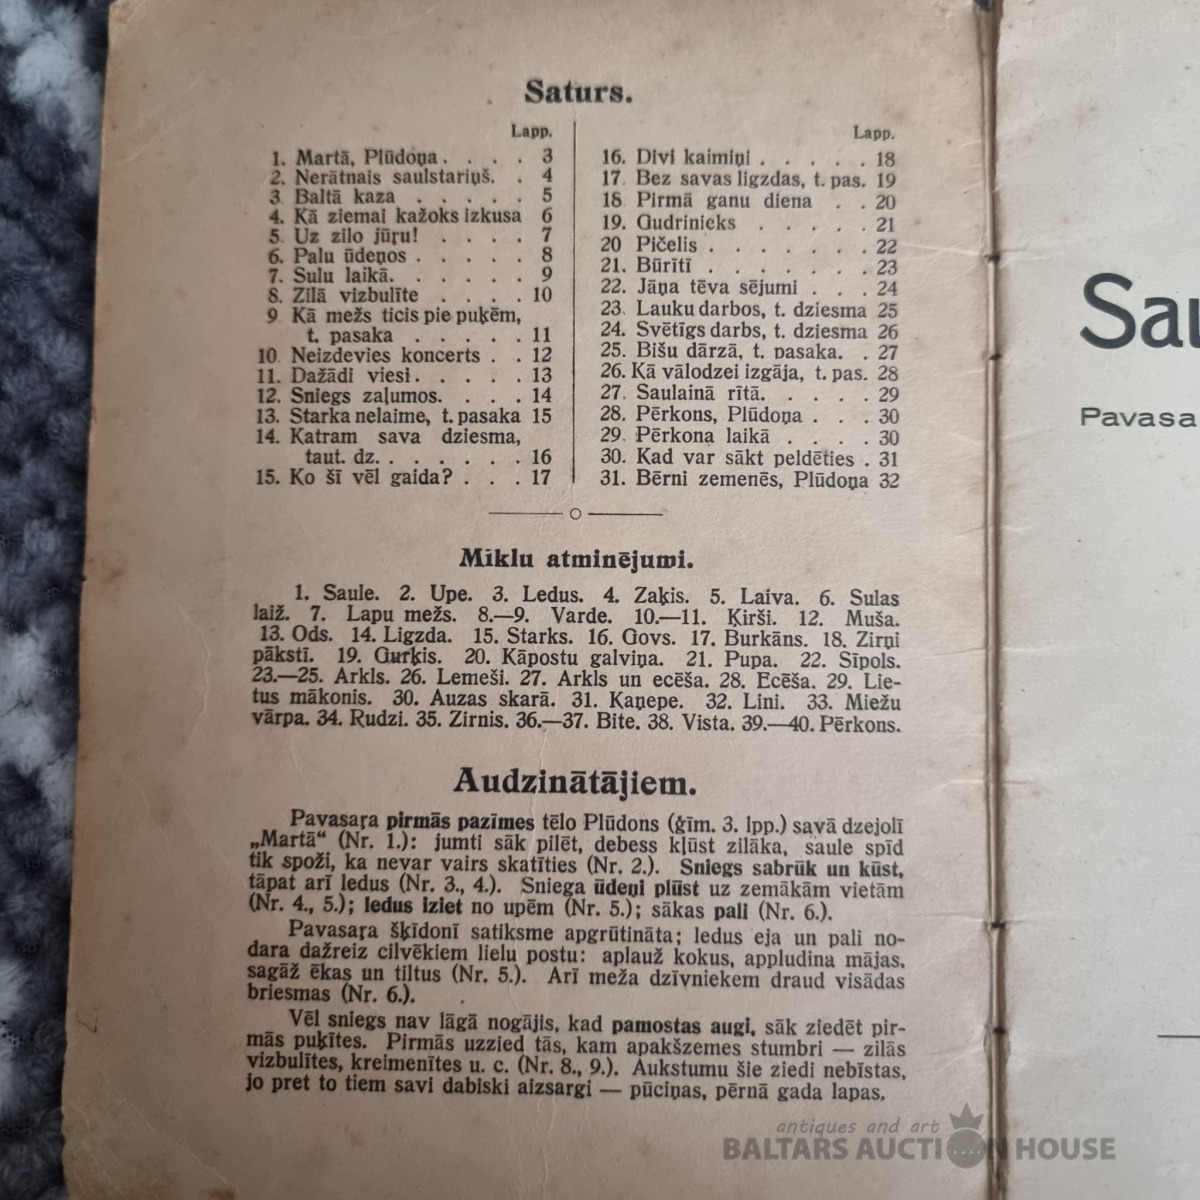 Saturs.
Lapp.
1. Martā, Plūdoņa . . . . 3
2. Nerātnais saulstariņš. . 4
3. Baltā kaza . . . . . 5
4. Kā ziemai kažoks izkusa 6
5. Uz zilo jūru! . . . . 7
6. Palu ūdeņos . . . . . 8
7. Sulu laikā. . . . . . 9
8. Zilā vizbulīte . . . . 10
9 Kā mežs ticis pie puķēm,
t. pasaka . . . . . 11
10. Neizdevies koncerts . . 12
11. Dažādi viesi . . . . . 13
12. Sniegs zaļumos. . . . 14
13. Starka nelaime, t. pasaka 15
14. Katram sava dziesma,
taut. dz. . . . . . . 16
15. Ko šī vēl gaida? . . . 17
Lapp.
16. Divi kaimiņi . . . . . 18
17. Bez savas ligzdas, t. pas. 19
18. Pirmā ganu diena . . 20
19. Gudrinieks . . . . . 21
20 Pičelis . . . . . . . 22
21. Būrītī . . . . . . . 23
22. Jāņa tēva sējumi . . . 24
23. Lauku darbos, t. dziesma 25
24. Svētīgs darbs, t. dziesma 26
25. Bišu dārzā, t. pasaka. . 27
26. Kā vālodzei izgāja, t. pas. 28
27. Saulainā rītā. . . . . 29
28. Pērkons, Plūdoņa . . . 30
29. Pērkona laikā . . . . 30
30. Kad var sākt peldēties . 31
31. Bērni zemenēs, Plūdoņa 32
Mīklu atminējumi.
1. Saule. 2. Upe. 3. Ledus. 4. Zaķis. 5. Laiva. 6. Sulas
laiž. 7. Lapu mežs. 8.—9. Varde. 10.—11. Ķirši. 12. Muša.
13. Ods. 14. Ligzda. 15. Starks. 16. Govs. 17. Burkāns. 18. Zirņi
pākstī. 19. Gurķis. 20. Kāpostu galviņa. 21. Pupa. 22. Sīpols.
23.—25. Arkls. 26. Lemeši. 27. Arkls un ecēša. 28. Ecēša. 29. Lie-
tus mākonis. 30. Auzas skarā. 31. Kaņepe. 32. Lini. 33. Miežu
vārpa. 34. Rudzi. 35. Zirnis. 36.—37. Bite. 38. Vista. 39.—40. Pērkons.
Audzinātājiem.
Pavasaŗa pirmās pazīmes tēlo Plūdons (ģīm. 3. lpp.) savā dzejolī
„Martā“ (Nr. 1.): jumti sāk pilēt, debess kļūst zilāka, saule spīd
tik spoži, ka nevar vairs skatīties (Nr. 2.). Sniegs sabrūk un kūst,
tāpat arī ledus (Nr. 3., 4.). Sniega ūdeņi plūst uz zemākām vietām
(Nr. 4., 5.); ledus iziet no upēm (Nr. 5.); sākas pali (Nr. 6.).
Pavasaŗa šķīdonī satiksme apgrūtināta; ledus eja un pali no-
dara dažreiz cilvēkiem lielu postu: aplauž kokus, appludina mājas,
sagāž ēkas un tiltus (Nr. 5.). Arī meža dzīvniekem draud visādas
briesmas (Nr. 6.).
Vēl sniegs nav lāgā nogājis, kad pamostas augi, sāk ziedēt pir-
mās puķītes. Pirmās uzzied tās, kam apakšzemes stumbri — zilās
vizbulītes, kreimenītes u. c. (Nr. 8., 9.). Aukstumu šie ziedi nebīstas,
jo pret to tiem savi dabiski aizsargi — pūciņas, pērnā gada lapas.
Sau
Pavasa
antiques and art
BALTARS AUCTION HOUSE